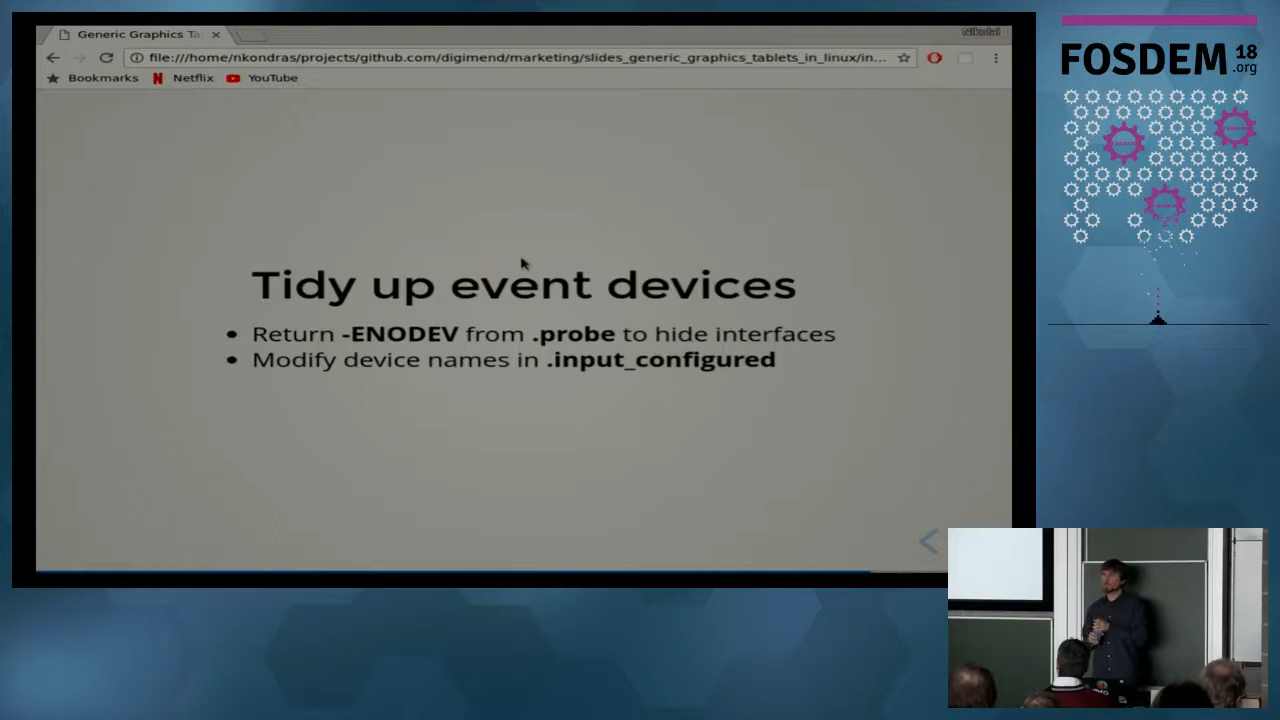 Generic Graphics Ta
Nikolai
file:///home/nkondras/projects/github.com/digimend/marketing/slides_generic_graphics_tablets_in_linux/in...
Bookmarks Netflix YouTube
Tidy up event devices
Return -ENODEV from .probe to hide interfaces
Modify device names in .input_configured
FOSDEM 18
.org